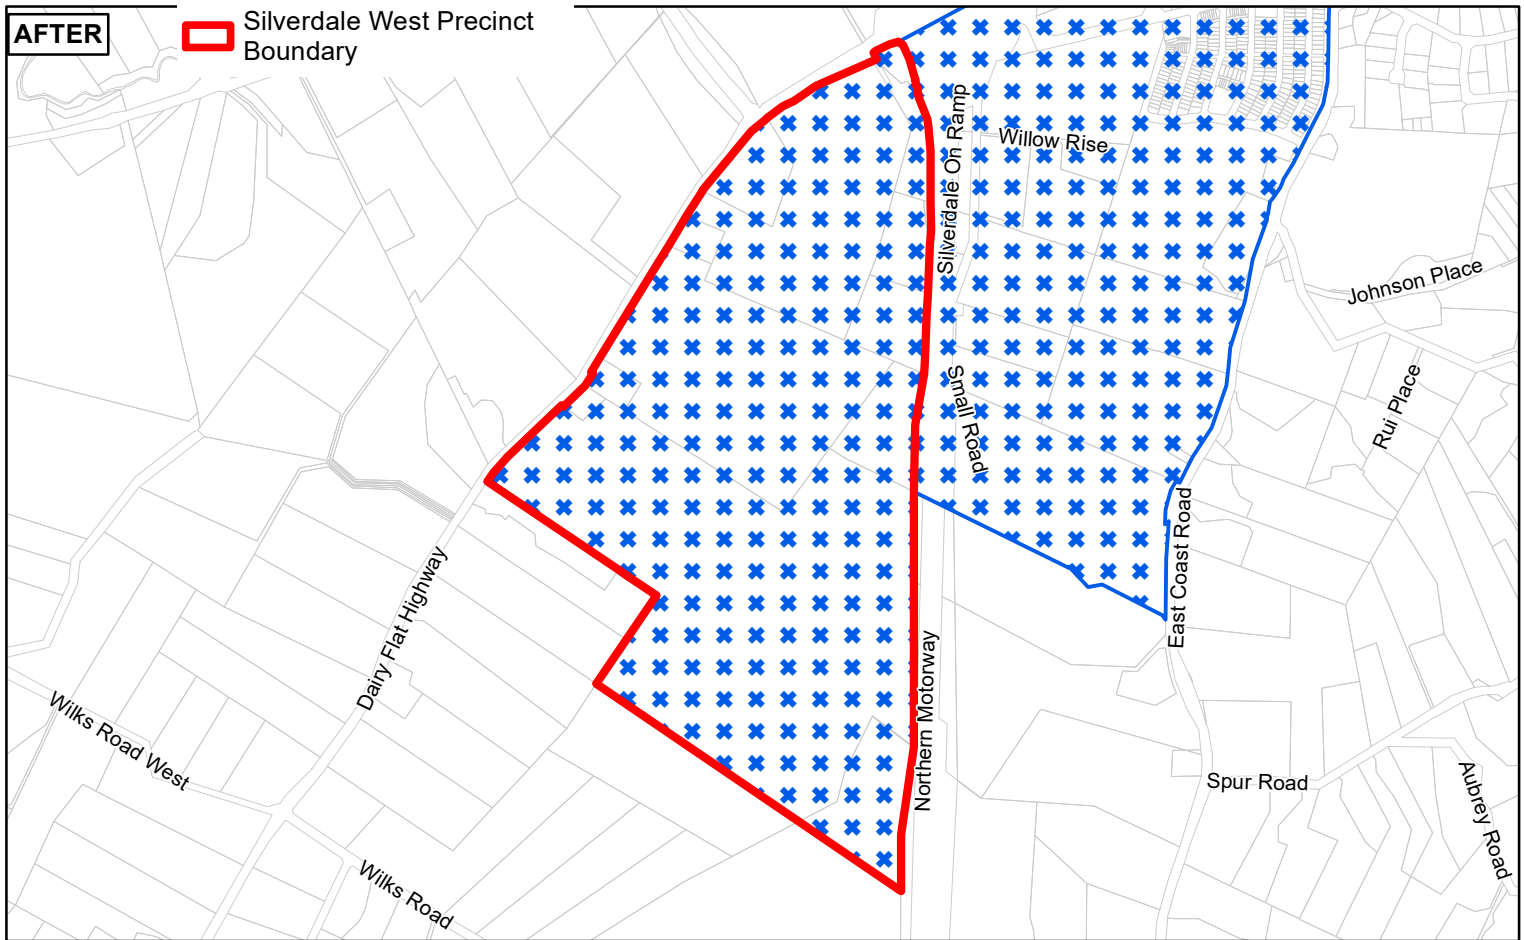 AFTER
Silverdale West Precinct
Boundary
Silverdale On Ramp
Willow Rise
Johnson Place
Rui Place
Small Road
East Coast Road
Dairy Flat Highway
Northern Motorway
Wilks Road West
Spur Road
Aubrey Road
Wilks Road